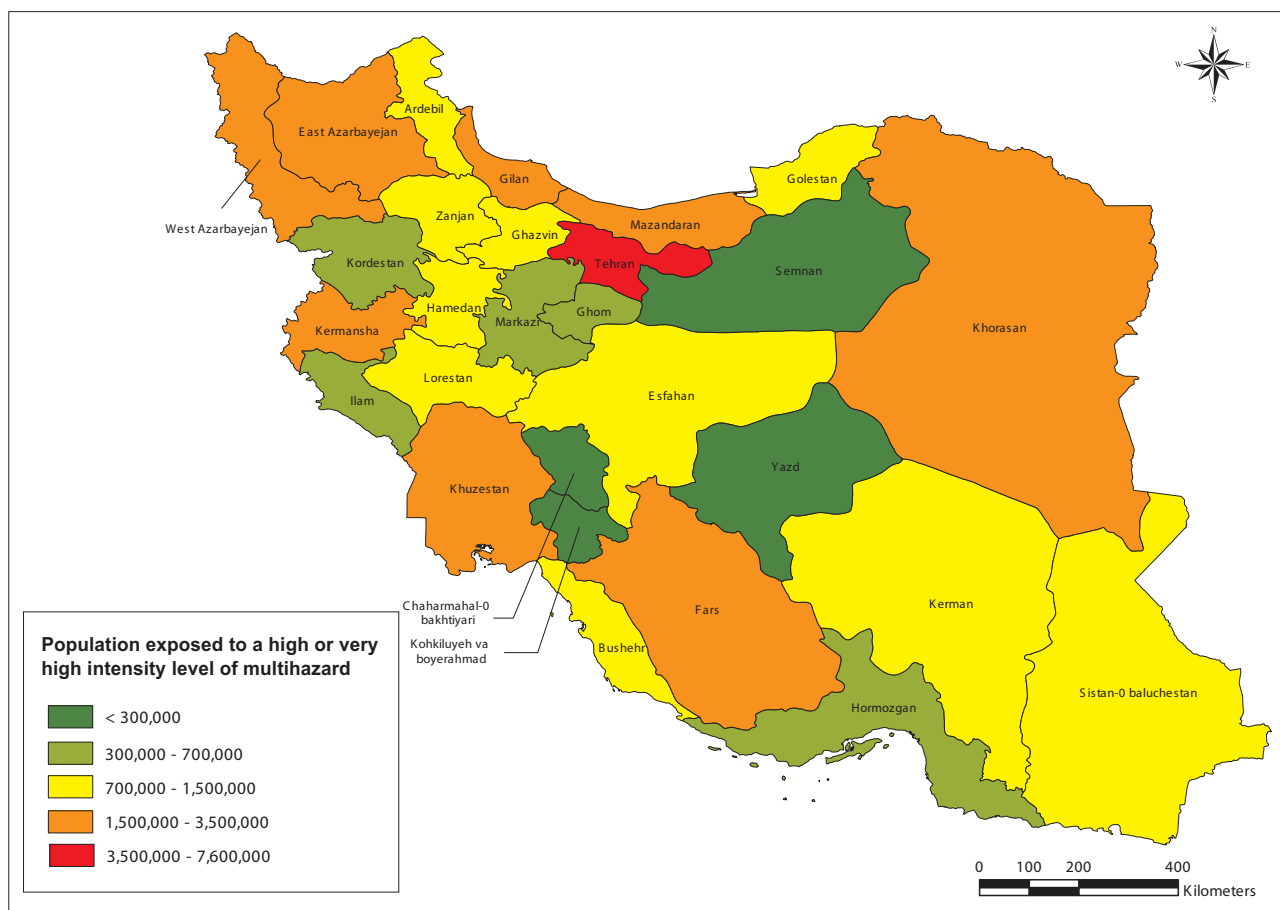 N
W
E
S
Ardebil
East Azarbayejan
Gilan
Golestan
West Azarbayejan
Zanjan
Ghazvin
Mazandaran
Kordestan
Tehran
Semnan
Hamedan
Markazi
Ghom
Kermansha
Khorasan
Lorestan
Ilam
Esfahan
Yazd
Khuzestan
Chaharmahal-0
bakhtiyari
Kohkiluyeh va
boyerahmad
Fars
Kerman
Bushehr
Sistan-0 baluchestan
Hormozgan
Population exposed to a high or very
high intensity level of multihazard
< 300,000
300,000 - 700,000
700,000 - 1,500,000
1,500,000 - 3,500,000
3,500,000 - 7,600,000
0 100 200 400
Kilometers